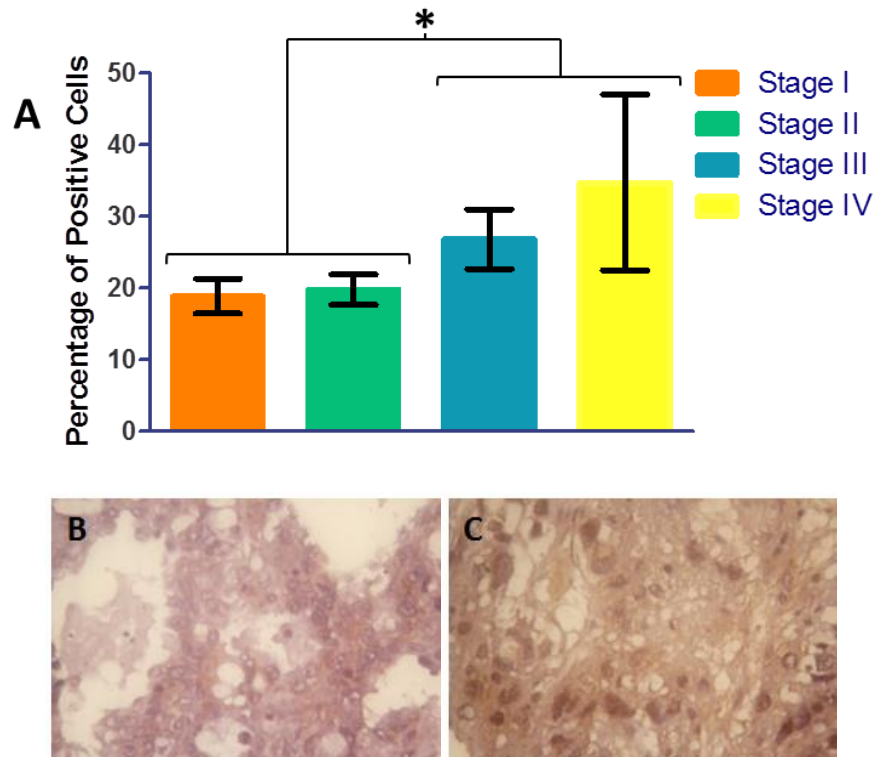 *
A
Percentage of Positive Cells
50
40
30
20
10
0
Stage I
Stage II
Stage III
Stage IV
B
C